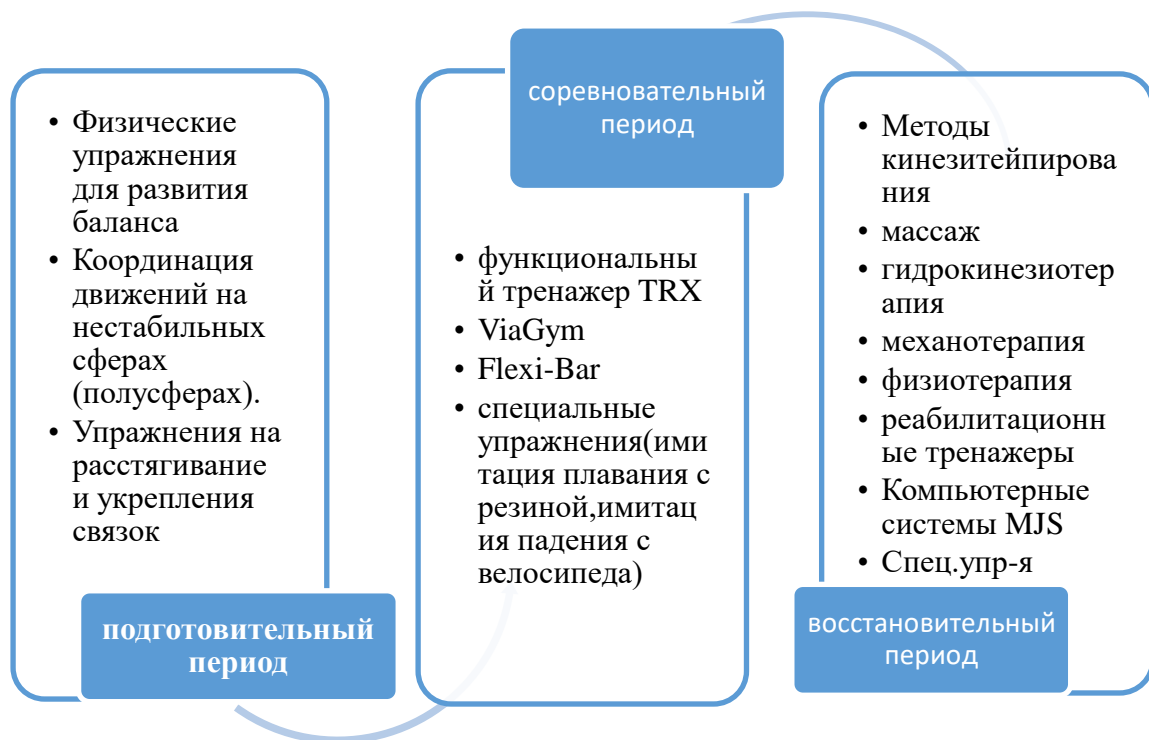 • Физические
упражнения
для развития
баланса
• Координация
движений на
нестабильных
сферах
(полусферах).
• Упражнения на
расстягивание
и укрепления
связок
подготовительный
период
соревновательный
период
• функциональны
й тренажер TRX
• ViaGym
• Flexi-Bar
• специальные
упражнения(ими
тация плавания с
резиной,имитац
ия падения с
велосипеда)
• Методы
кинезитейпирова
ния
• массаж
• гидрокинезиотер
апия
• механотерапия
• физиотерапия
• реабилитационн
ые тренажеры
• Компьютерные
системы MJS
• Спец.упр-я
восстановительный
период